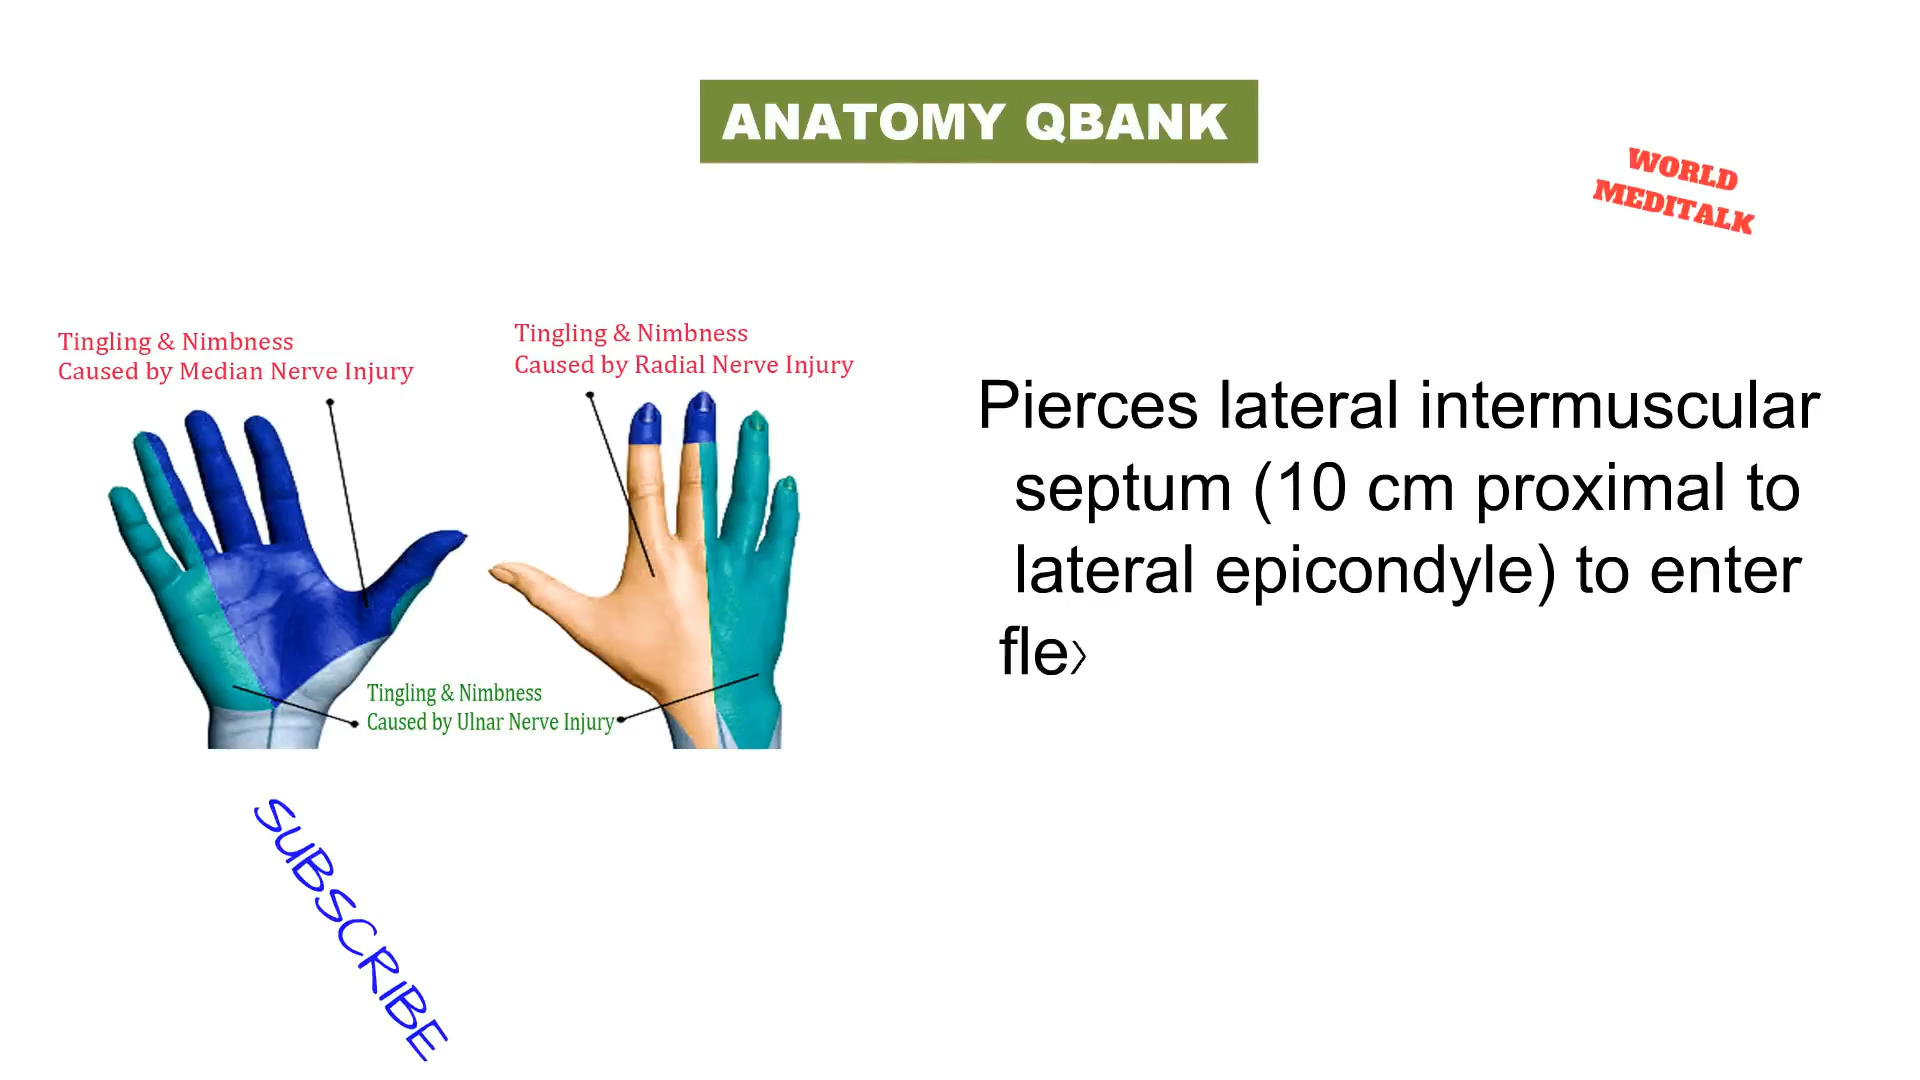 ANATOMY QBANK
WORLD
MEDITALK
Tingling & Nimbness
Caused by Median Nerve Injury
Tingling & Nimbness
Caused by Radial Nerve Injury
Pierces lateral intermuscular
septum (10 cm proximal to
lateral epicondyle) to enter
flex
Tingling & Nimbness
Caused by Ulnar Nerve Injury
SUBSCRIBE